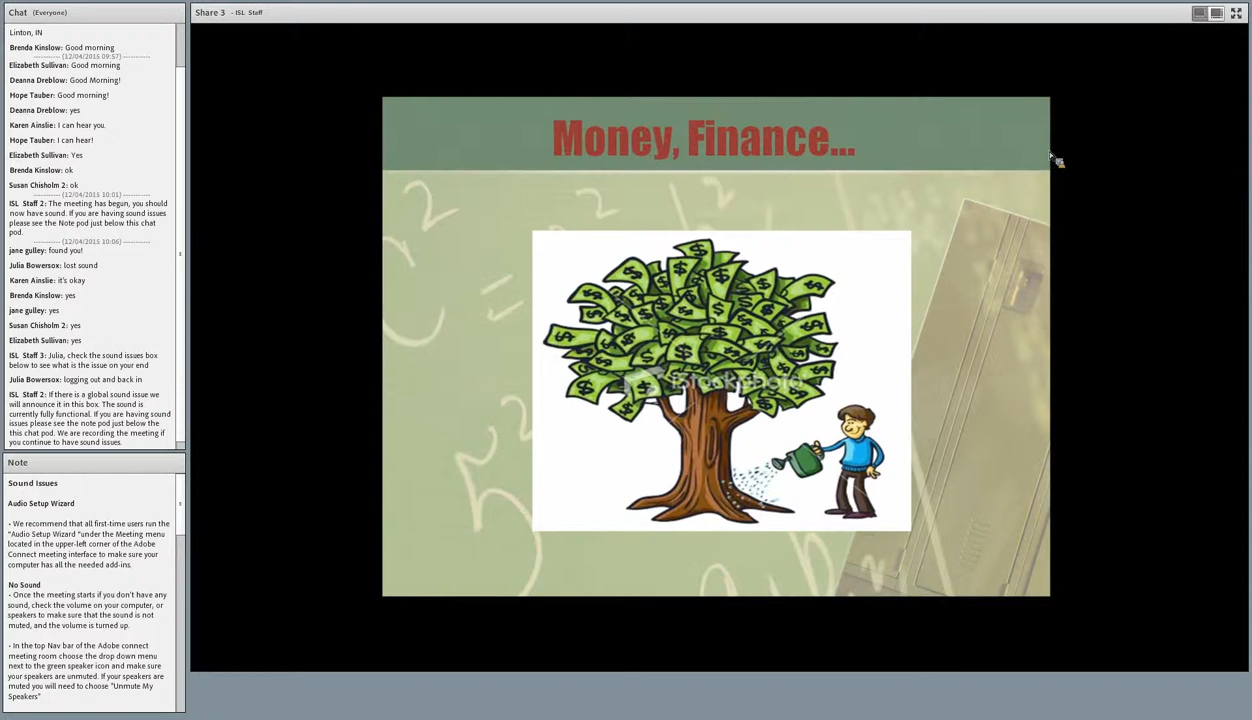 Chat (Everyone)
Linton, IN
Brenda Kinslow: Good morning
----------- (12/04/2015 09:57) -----------
Elizabeth Sullivan: Good morning
Deanna Dreblow: Good Morning!
Hope Tauber: Good morning!
Deanna Dreblow: yes
Karen Ainslie: I can hear you.
Hope Tauber: I can hear!
Elizabeth Sullivan: Yes
Brenda Kinslow: ok
Susan Chisholm 2: ok
----------- (12/04/2015 10:01) -----------
ISL Staff 2: The meeting has begun, you should
now have sound. If you are having sound issues
please see the Note pod just below this chat
pod.
----------- (12/04/2015 10:06) -----------
jane gulley: found you!
Julia Bowersox: lost sound
Karen Ainslie: it's okay
Brenda Kinslow: yes
jane gulley: yes
Susan Chisholm 2: yes
Elizabeth Sullivan: yes
ISL Staff 3: Julia, check the sound issues box
below to see what is the issue on your end
Julia Bowersox: logging out and back in
ISL Staff 2: If there is a global sound issue we
will announce it in this box. The sound is
currently fully functional. If you are having sound
issues please see the note pod just below the
this chat pod. We are recording the meeting if
you continue to have sound issues.
Note
Sound Issues
Audio Setup Wizard
• We recommend that all first-time users run the
"Audio Setup Wizard "under the Meeting menu
located in the upper-left corner of the Adobe
Connect meeting interface to make sure your
computer has all the needed add-ins.
No Sound
• Once the meeting starts if you don't have any
sound, check the volume on your computer, or
speakers to make sure that the sound is not
muted, and the volume is turned up.
• In the top Nav bar of the Adobe connect
meeting room choose the drop down menu
next to the green speaker icon and make sure
your speakers are unmuted. If your speakers are
muted you will need to choose "Unmute My
Speakers"
Share 3 - ISL Staff
Money, Finance...
iStockphoto